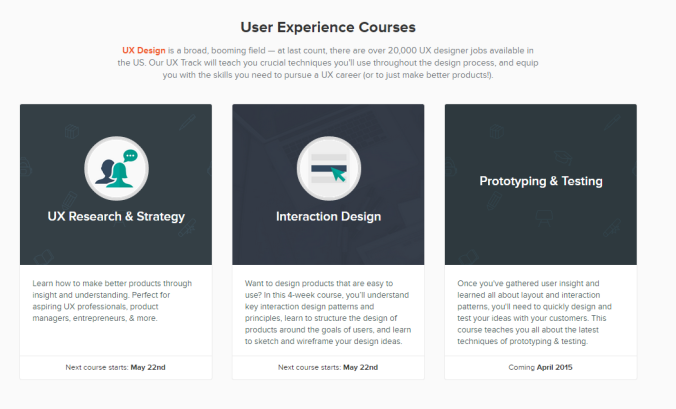 User Experience Courses
UX Design is a broad, booming field — at last count, there are over 20,000 UX designer jobs available in
the US. Our UX Track will teach you crucial techniques you'll use throughout the design process, and equip
you with the skills you need to pursue a UX career (or to just make better products!).
UX Research & Strategy
Learn how to make better products through
insight and understanding. Perfect for
aspiring UX professionals, product
managers, entrepreneurs, & more.
Next course starts: May 22nd
Interaction Design
Want to design products that are easy to
use? In this 4-week course, you'll understand
key interaction design patterns and
principles, learn to structure the design of
products around the goals of users, and learn
to sketch and wireframe your design ideas.
Next course starts: May 22nd
Prototyping & Testing
Once you've gathered user insight and
learned all about layout and interaction
patterns, you'll need to quickly design and
test your ideas with your customers. This
course teaches you all about the latest
techniques of prototyping & testing.
Coming April 2015